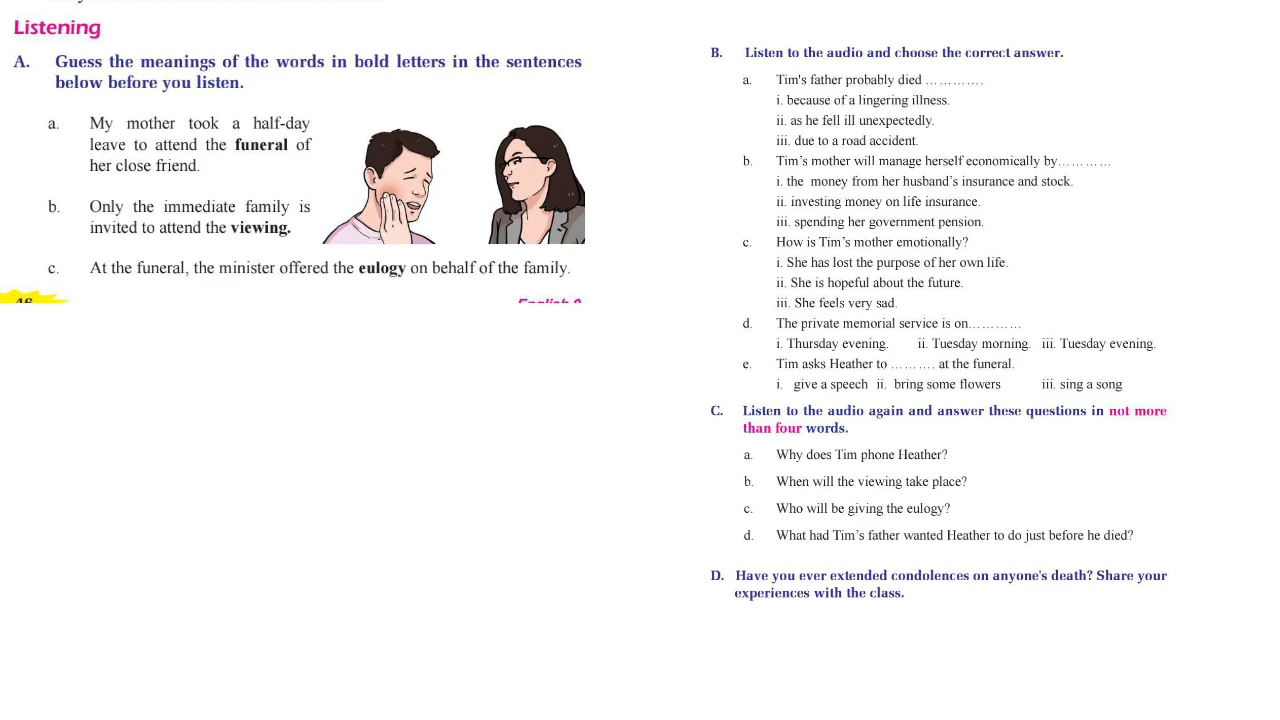 Listening
A. Guess the meanings of the words in bold letters in the sentences
below before you listen.
a. My mother took a half-day
leave to attend the funeral of
her close friend.
b. Only the immediate family is
invited to attend the viewing.
c. At the funeral, the minister offered the eulogy on behalf of the family.
B. Listen to the audio and choose the correct answer.
a. Tim's father probably died ………….
i. because of a lingering illness.
ii. as he fell ill unexpectedly.
iii. due to a road accident.
b. Tim’s mother will manage herself economically by…………
i. the money from her husband’s insurance and stock.
ii. investing money on life insurance.
iii. spending her government pension.
c. How is Tim’s mother emotionally?
i. She has lost the purpose of her own life.
ii. She is hopeful about the future.
iii. She feels very sad.
d. The private memorial service is on…………
i. Thursday evening. ii. Tuesday morning. iii. Tuesday evening.
e. Tim asks Heather to ………. at the funeral.
i. give a speech ii. bring some flowers iii. sing a song
C. Listen to the audio again and answer these questions in not more
than four words.
a. Why does Tim phone Heather?
b. When will the viewing take place?
c. Who will be giving the eulogy?
d. What had Tim’s father wanted Heather to do just before he died?
D. Have you ever extended condolences on anyone's death? Share your
experiences with the class.